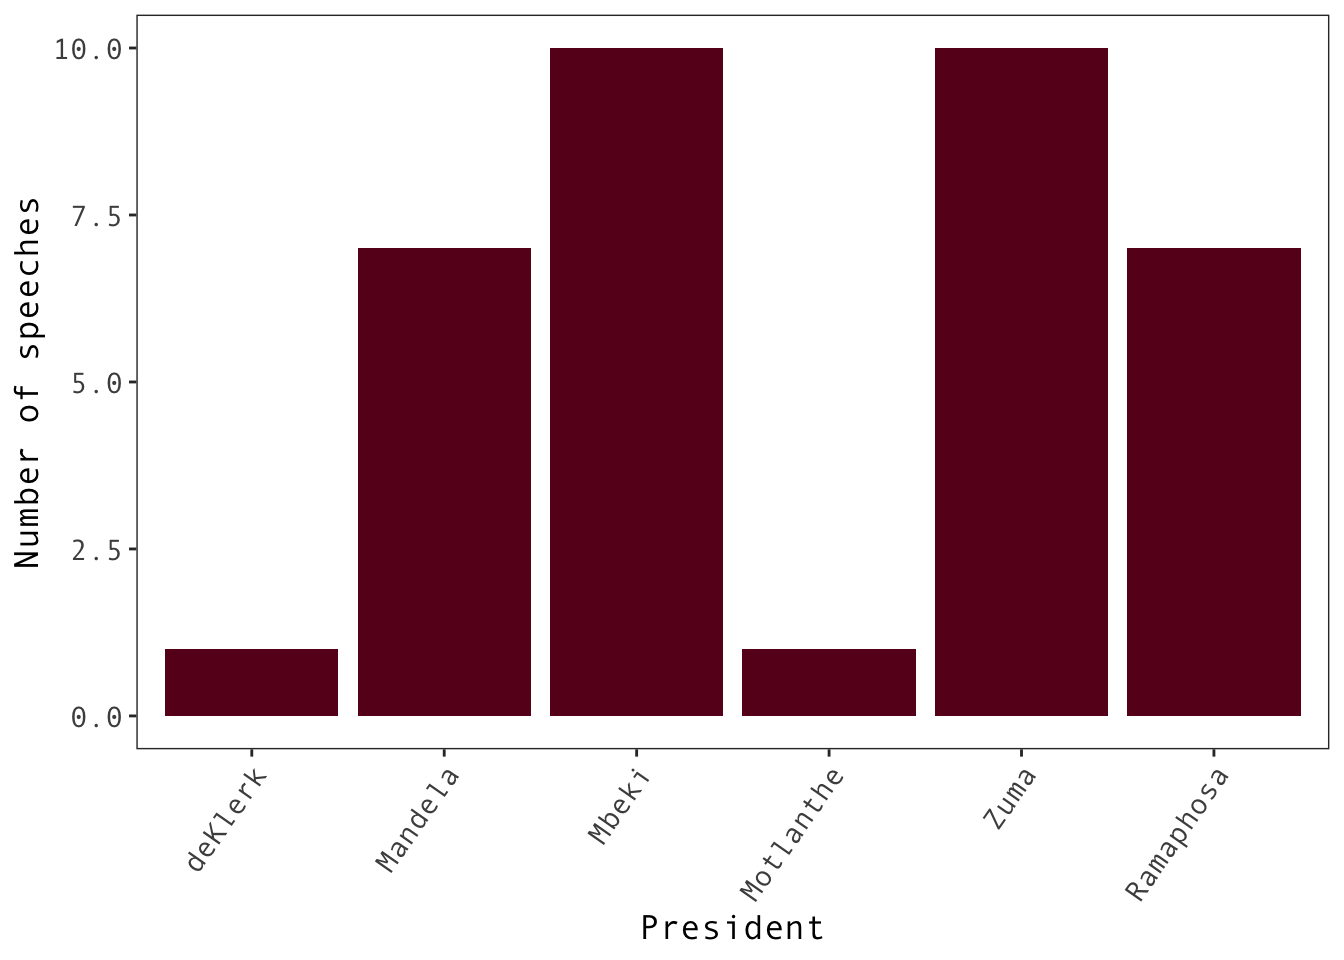 10.0
7.5
5.0
2.5
0.0
Number of speeches
deKlerk
Mandela
Mbeki
Motlanthe
Zuma
Ramaphosa
President